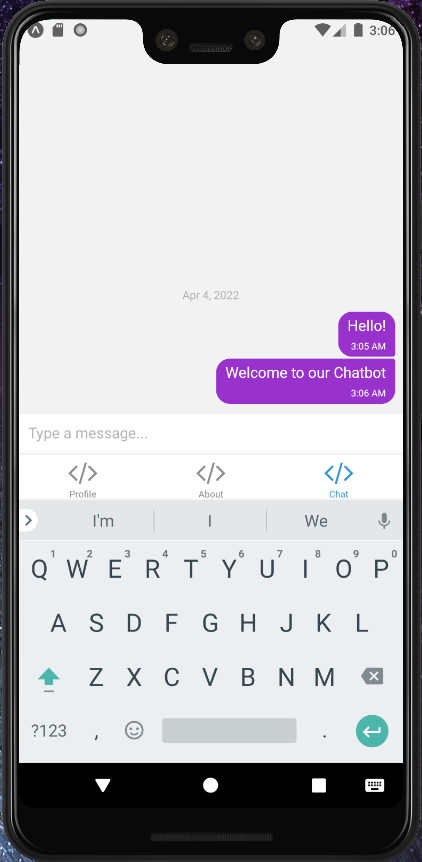 3:06
Apr 4, 2022
Hello!
3:05 AM
Welcome to our Chatbot
3:06 AM
Type a message...
</> </> </>
Profile About Chat
I'm I We
1 2 3 4 5 6 7 8 9 0
Q W E R T Y U I O P
A S D F G H J K L
Z X C V B N M
?123 , .